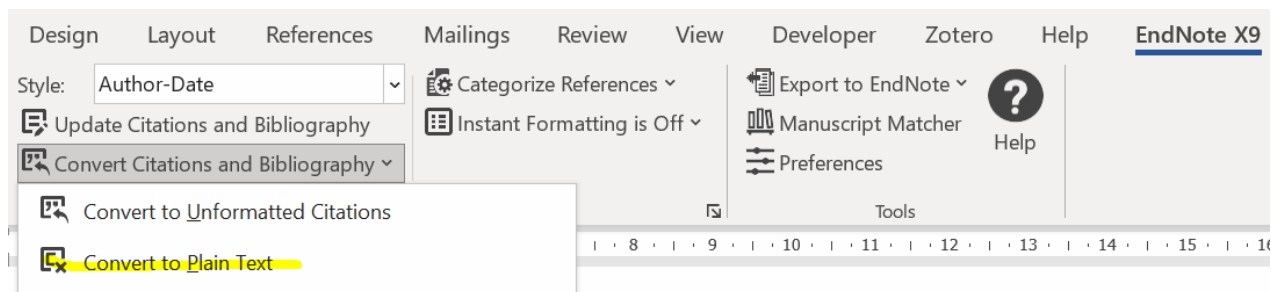 Design Layout References Mailings Review View Developer Zotero Help EndNote X9
Style: Author-Date
Categorize References
Export to EndNote
Update Citations and Bibliography
Instant Formatting is Off
Manuscript Matcher
Help
Convert Citations and Bibliography
Preferences
Convert to Unformatted Citations
Tools
8 9 10 11 12 13 14 15
Convert to Plain Text